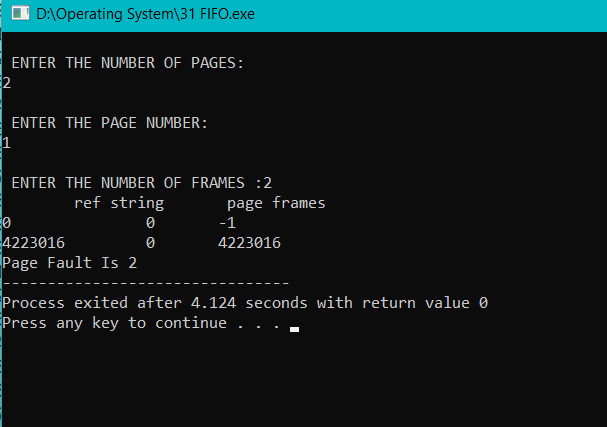 D:\Operating System\31 FIFO.exe
ENTER THE NUMBER OF PAGES:
2
ENTER THE PAGE NUMBER:
1
ENTER THE NUMBER OF FRAMES :2
ref string page frames
0 0 -1
4223016 0 4223016
Page Fault Is 2
--------------------------------
Process exited after 4.124 seconds with return value 0
Press any key to continue . . .